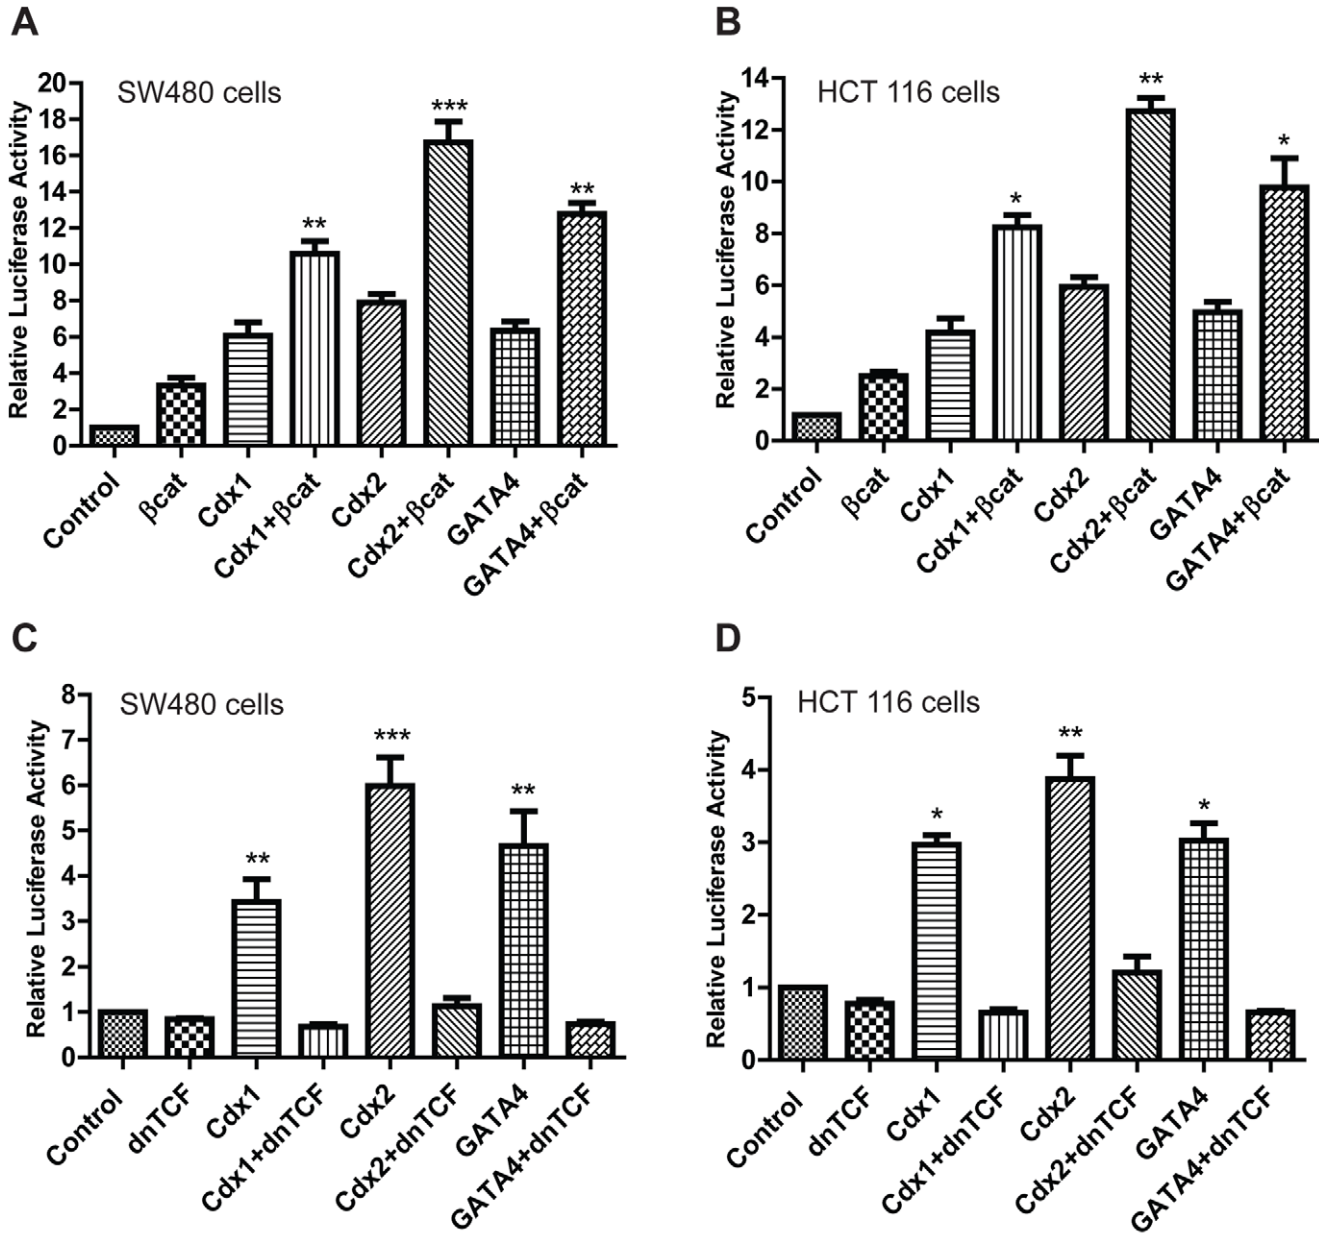 A
SW480 cells
Relative Luciferase Activity
20
18
16
14
12
10
8
6
4
2
0
**
***
**
Control
βcat
Cdx1
Cdx1+βcat
Cdx2
Cdx2+βcat
GATA4
GATA4+βcat
B
HCT 116 cells
Relative Luciferase Activity
14
12
10
8
6
4
2
0
*
**
*
Control
βcat
Cdx1
Cdx1+βcat
Cdx2
Cdx2+βcat
GATA4
GATA4+βcat
C
SW480 cells
Relative Luciferase Activity
8
7
6
5
4
3
2
1
0
**
***
**
Control
dnTCF
Cdx1
Cdx1+dnTCF
Cdx2
Cdx2+dnTCF
GATA4
GATA4+dnTCF
D
HCT 116 cells
Relative Luciferase Activity
5
4
3
2
1
0
*
**
*
Control
dnTCF
Cdx1
Cdx1+dnTCF
Cdx2
Cdx2+dnTCF
GATA4
GATA4+dnTCF